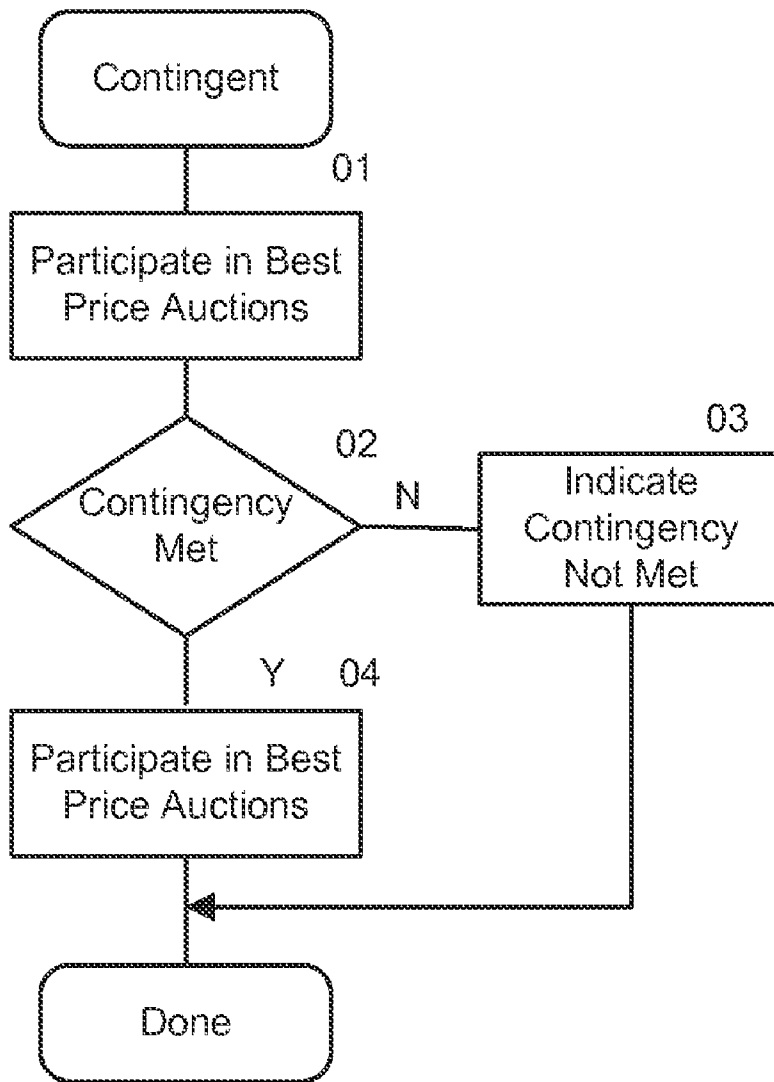 Contingent
01
Participate in Best
Price Auctions
02
Contingency
Met
N
03
Indicate
Contingency
Not Met
Y
04
Participate in Best
Price Auctions
Done